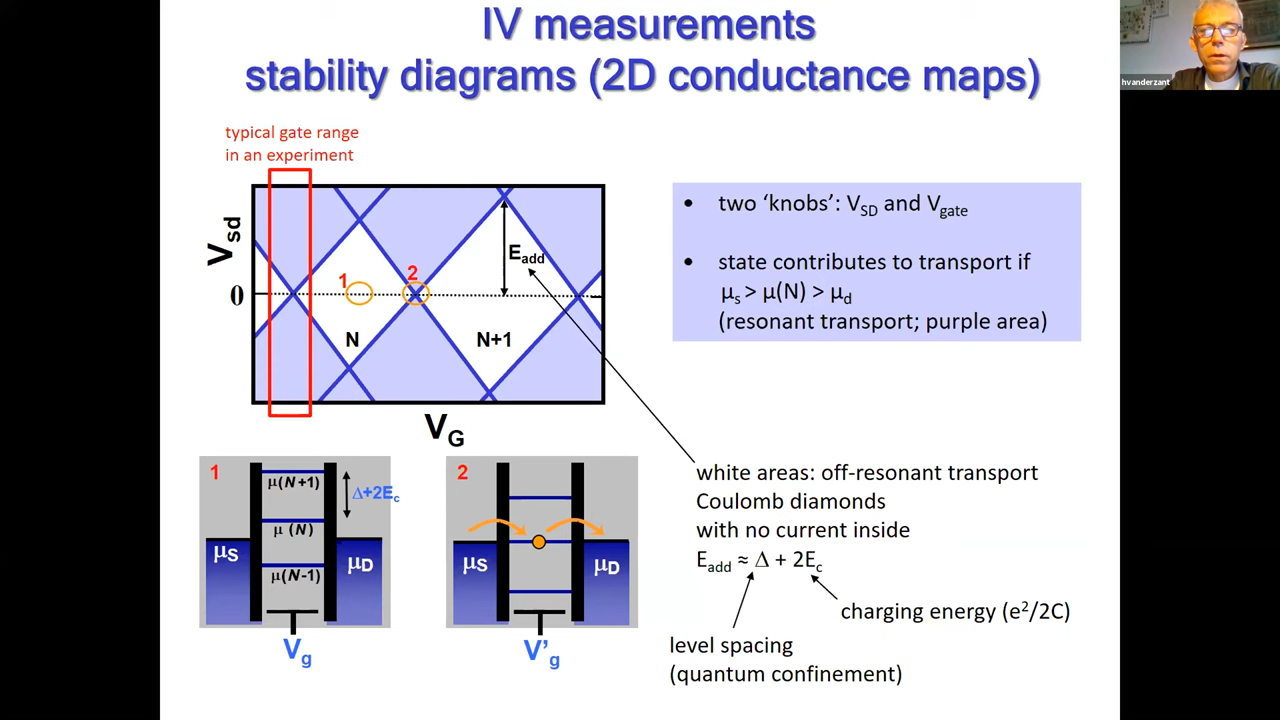 IV measurements
stability diagrams (2D conductance maps)
hvanderzant
typical gate range
in an experiment
Vsd
0
1
2
Eadd
N
N+1
VG
• two ‘knobs’: VSD and Vgate
• state contributes to transport if
μs > μ(N) > μd
(resonant transport; purple area)
1
μ(N+1)
Δ+2Ec
μ (N)
μS
μD
μ(N-1)
Vg
2
μS
μD
V'g
white areas: off-resonant transport
Coulomb diamonds
with no current inside
Eadd ≈ Δ + 2Ec
charging energy (e²/2C)
level spacing
(quantum confinement)